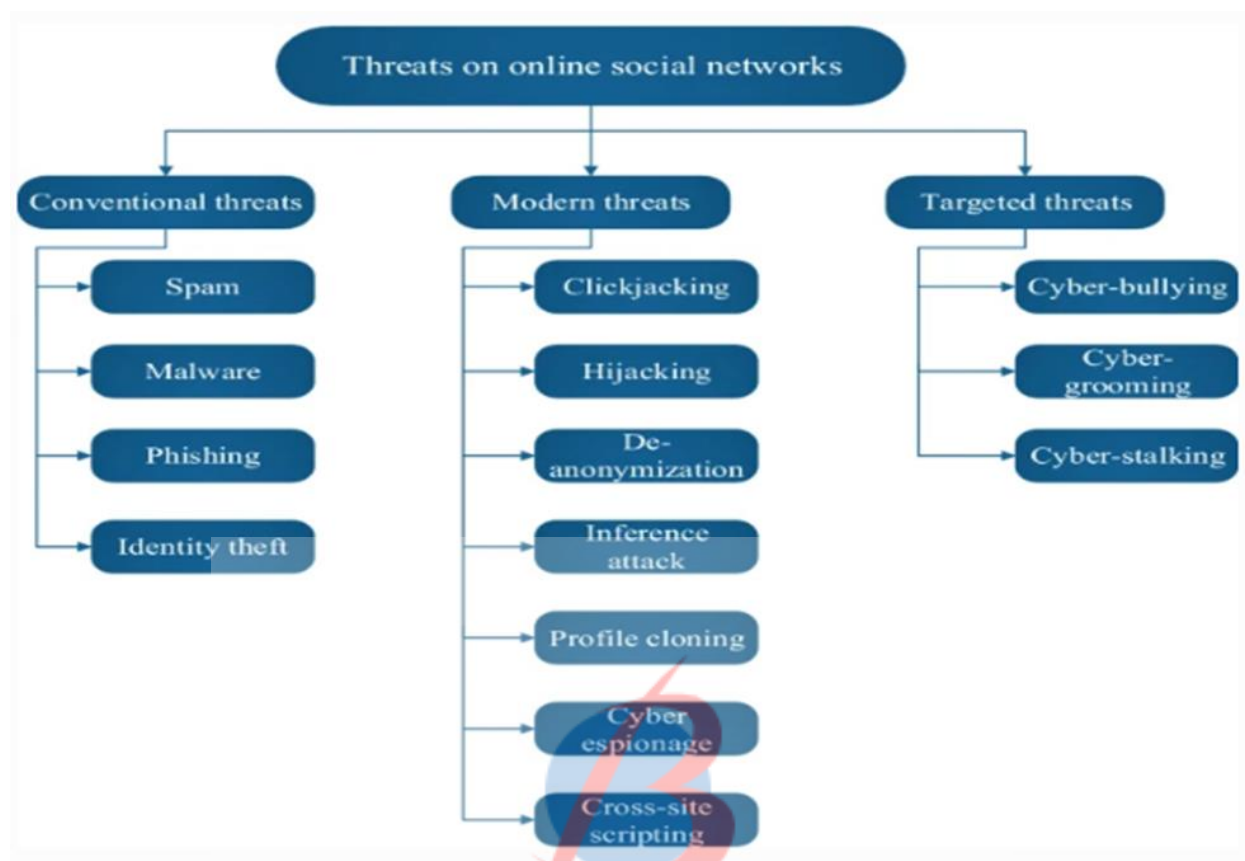 Threats on online social networks
Conventional threats
Modern threats
Targeted threats
Spam
Malware
Phishing
Identity theft
Clickjacking
Hijacking
De-
anonymization
Inference
attack
Profile cloning
Cyber
espionage
Cross-site
scripting
Cyber-bullying
Cyber-
grooming
Cyber-stalking